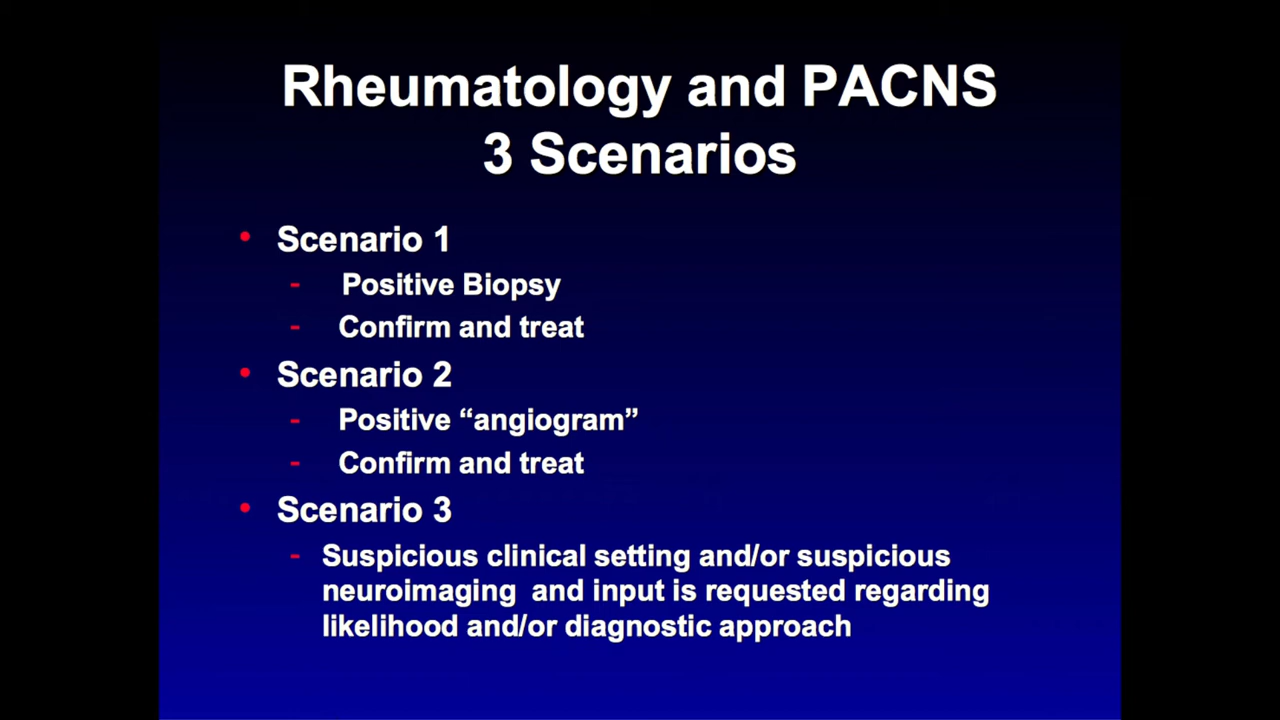 Rheumatology and PACNS
3 Scenarios
• Scenario 1
- Positive Biopsy
- Confirm and treat
• Scenario 2
- Positive “angiogram”
- Confirm and treat
• Scenario 3
- Suspicious clinical setting and/or suspicious
neuroimaging and input is requested regarding
likelihood and/or diagnostic approach